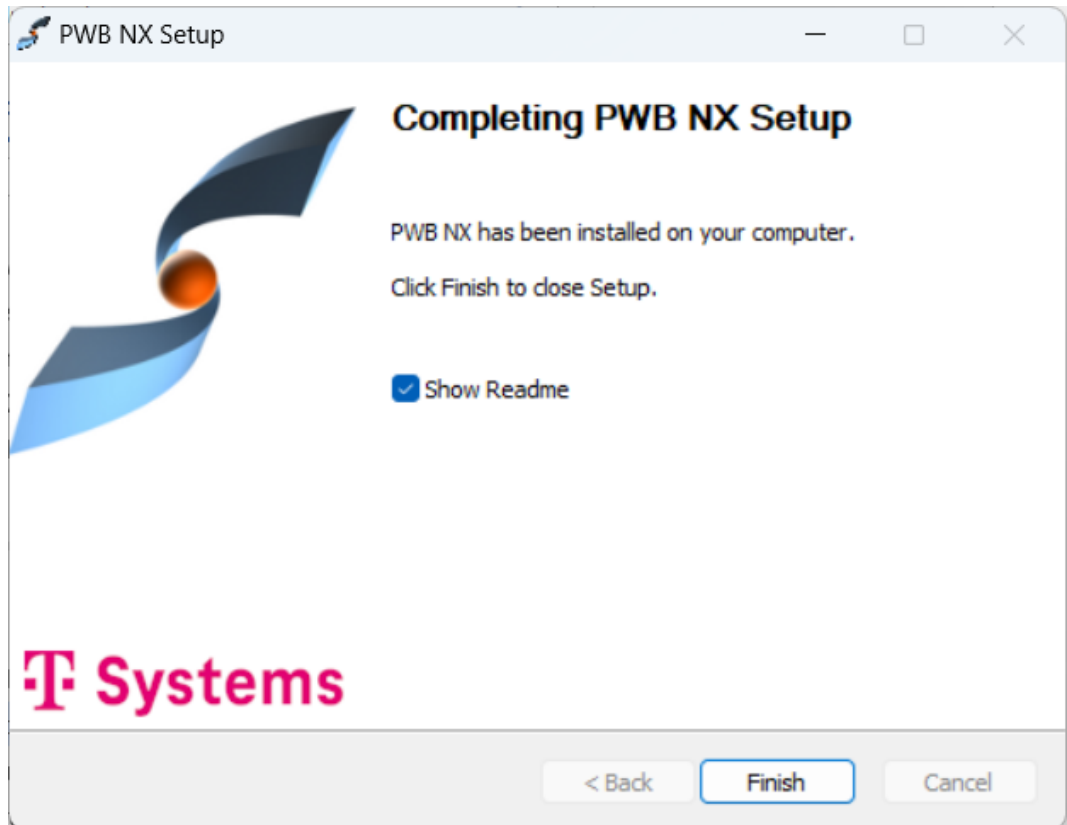 PWB NX Setup
Completing PWB NX Setup
PWB NX has been installed on your computer.
Click Finish to close Setup.
Show Readme
T Systems
< Back
Finish
Cancel